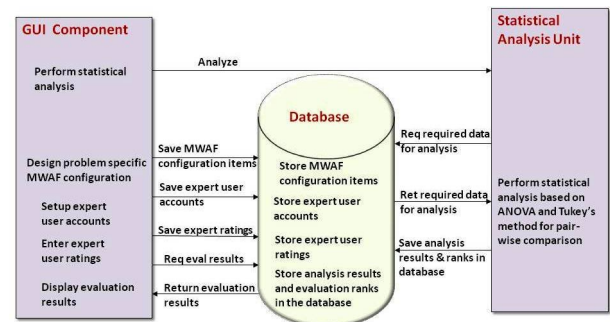 GUI Component
Perform statistical
analysis
Design problem specific
MWAF configuration
Setup expert
user accounts
Enter expert
user ratings
Display evaluation
results
Analyze
Save MWAF
configuration items
Save expert user
accounts
Save expert ratings
Req eval results
Return evaluation
results
Database
Store MWAF
configuration items
Store expert user
accounts
Store expert user
ratings
Store analysis results
and evaluation ranks
in the database
Req required data
for analysis
Ret required data
for analysis
Save analysis
results & ranks in
database
Statistical
Analysis Unit
Perform statistical
analysis based on
ANOVA and Tukey's
method for pair-
wise comparison